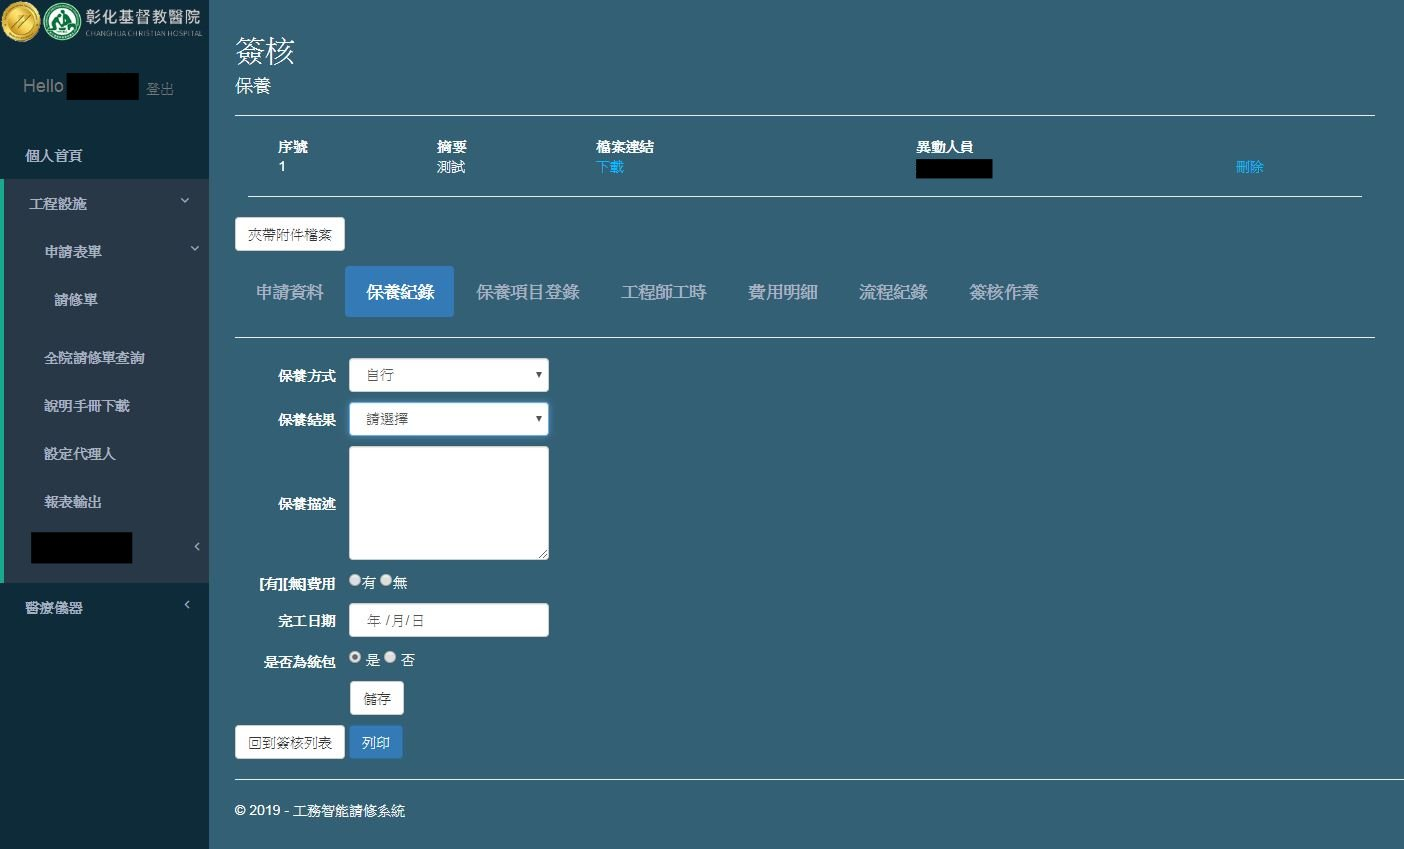 彰化基督教醫院
CHANGHUA CHRISTIAN HOSPITAL
Hello 登出
個人首頁
工程設施
申請表單
請修單
全院請修單查詢
說明手冊下載
設定代理人
報表輸出
醫療儀器
簽核
保養
序號 摘要 檔案連結 異動人員
1 測試 下載 刪除
夾帶附件檔案
申請資料 保養紀錄 保養項目登錄 工程師工時 費用明細 流程紀錄 簽核作業
保養方式 自行
保養結果 請選擇
保養描述
[有][無]費用 有 無
完工日期 年 /月/日
是否為統包 是 否
儲存
回到簽核列表 列印
© 2019 - 工務智能請修系統